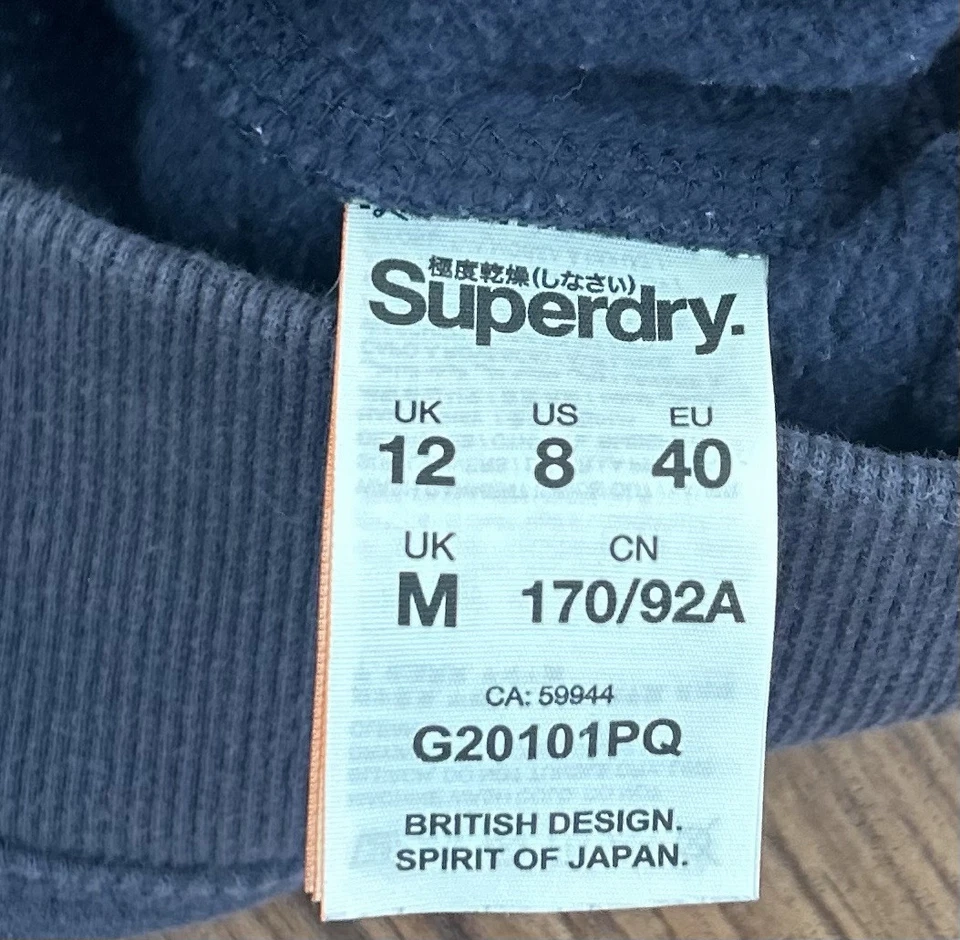 極度乾燥(しなさい)
Superdry.
UK US EU
12 8 40
UK CN
M 170/92A
CA: 59944
G20101PQ
BRITISH DESIGN.
SPIRIT OF JAPAN.